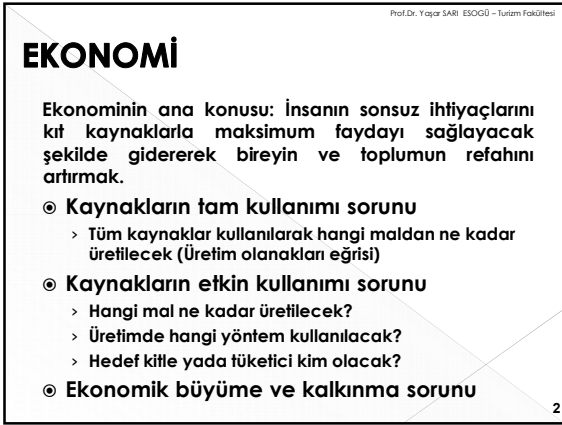 Prof.Dr. Yaşar SARI ESOGÜ – Turizm Fakültesi
EKONOMİ
Ekonominin ana konusu: İnsanın sonsuz ihtiyaçlarını
kıt kaynaklarla maksimum faydayı sağlayacak
şekilde gidererek bireyin ve toplumun refahını
artırmak.
Kaynakların tam kullanımı sorunu
› Tüm kaynaklar kullanılarak hangi maldan ne kadar
üretilecek (Üretim olanakları eğrisi)
Kaynakların etkin kullanımı sorunu
› Hangi mal ne kadar üretilecek?
› Üretimde hangi yöntem kullanılacak?
› Hedef kitle yada tüketici kim olacak?
Ekonomik büyüme ve kalkınma sorunu
2